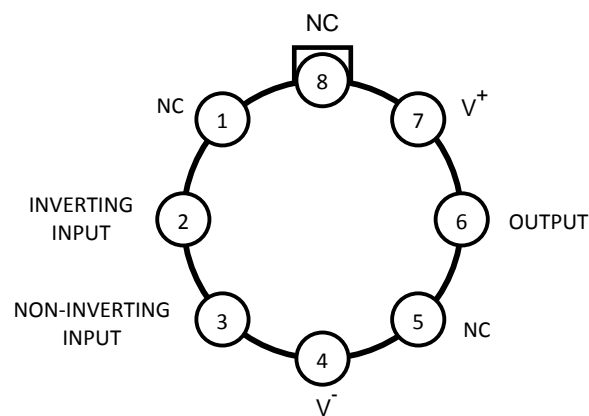 NC
8
NC
1
7
V+
INVERTING
INPUT
2
6
OUTPUT
NON-INVERTING
INPUT
3
5
NC
4
V-